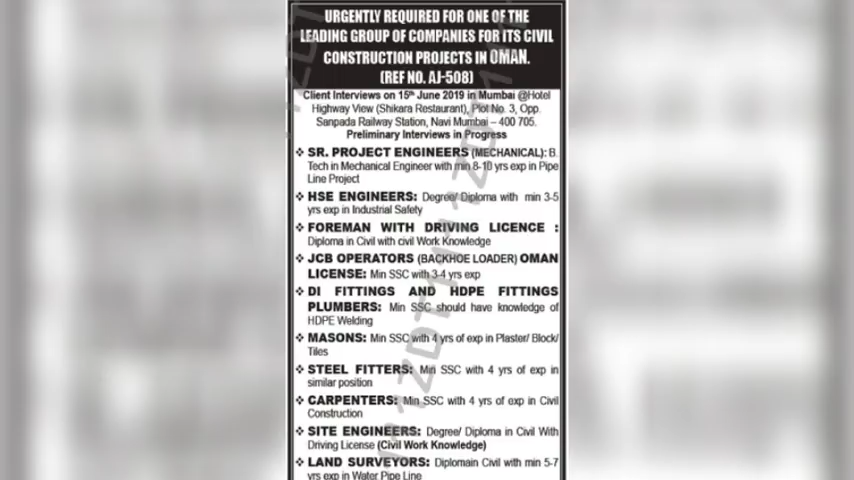 URGENTLY REQUIRED FOR ONE OF THE
LEADING GROUP OF COMPANIES FOR ITS CIVIL
CONSTRUCTION PROJECTS IN OMAN.
(REF NO. AJ-508)
Client Interviews on 15th June 2019 in Mumbai @Hotel
Highway View (Shikara Restaurant), Plot No. 3, Opp.
Sanpada Railway Station, Navi Mumbai – 400 705.
Preliminary Interviews in Progress
❖ SR. PROJECT ENGINEERS (MECHANICAL): B.
Tech in Mechanical Engineer with min 8-10 yrs exp in Pipe
Line Project
❖ HSE ENGINEERS: Degree/ Diploma with min 3-5
yrs exp in Industrial Safety
❖ FOREMAN WITH DRIVING LICENCE :
Diploma in Civil with civil Work Knowledge
❖ JCB OPERATORS (BACKHOE LOADER) OMAN
LICENSE: Min SSC with 3-4 yrs exp
❖ DI FITTINGS AND HDPE FITTINGS
PLUMBERS: Min SSC should have knowledge of
HDPE Welding
❖ MASONS: Min SSC with 4 yrs of exp in Plaster/ Block/
Tiles
❖ STEEL FITTERS: Min SSC with 4 yrs of exp in
similar position
❖ CARPENTERS: Min SSC with 4 yrs of exp in Civil
Construction
❖ SITE ENGINEERS: Degree/ Diploma in Civil With
Driving License (Civil Work Knowledge)
❖ LAND SURVEYORS: Diplomain Civil with min 5-7
yrs exp in Water Pipe Line